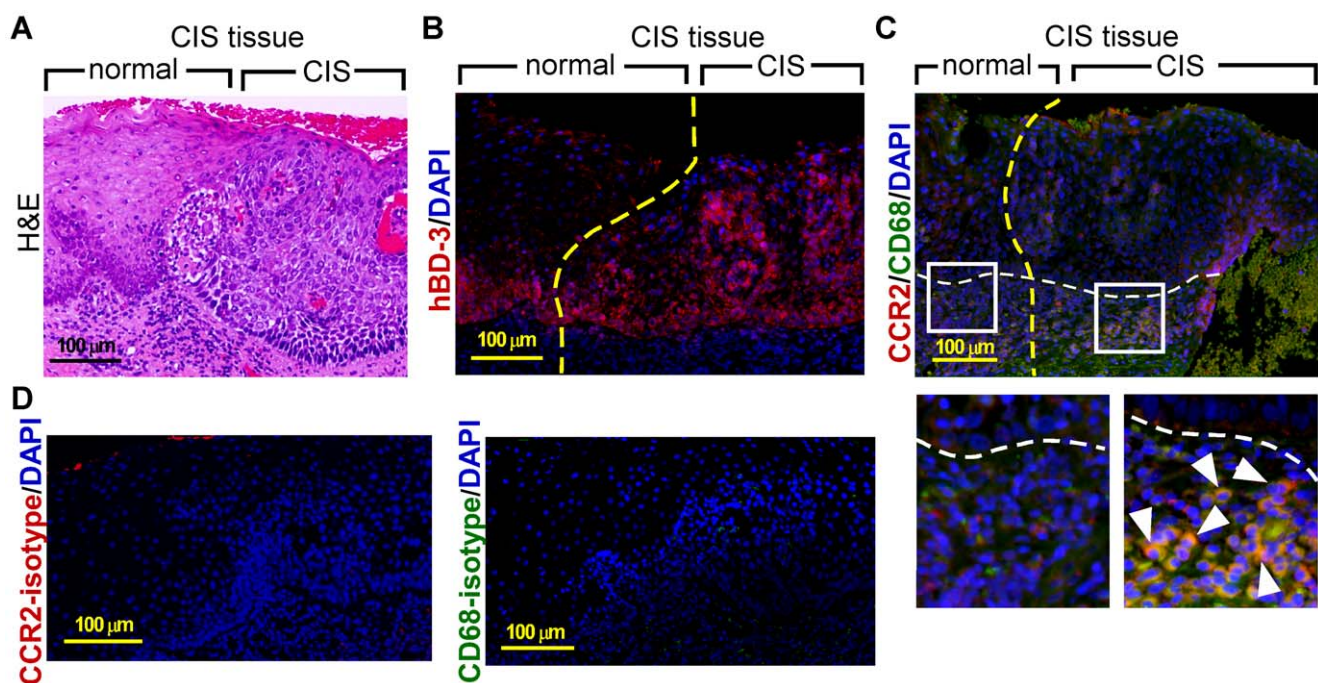 A
CIS tissue
normal
CIS
H&E
100 µm
B
CIS tissue
normal
CIS
hBD-3/DAPI
100 µm
C
CIS tissue
normal
CIS
CCR2/CD68/DAPI
100 µm
D
CCR2-isotype/DAPI
100 µm
CD68-isotype/DAPI
100 µm